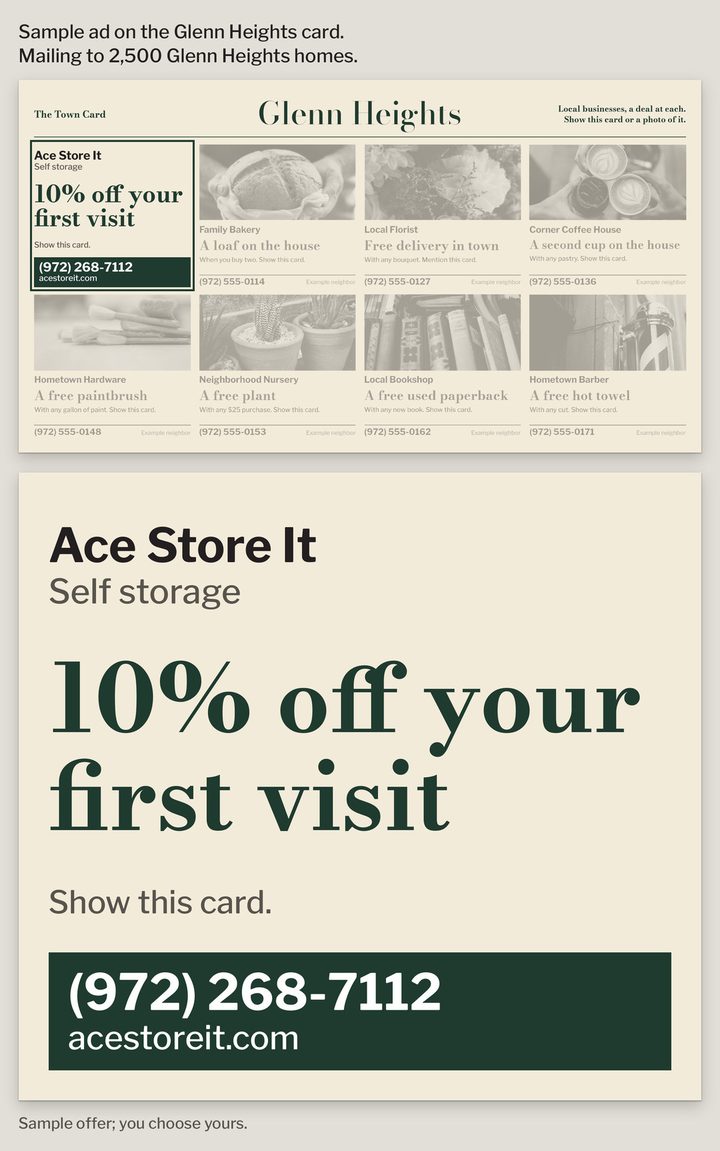 Sample ad on the Glenn Heights card.
Mailing to 2,500 Glenn Heights homes.
The Town Card
Glenn Heights
Local businesses, a deal at each.
Show this card or a photo of it.
Ace Store It
Self storage
10% off your
first visit
Show this card.
(972) 268-7112
acestoreit.com
Family Bakery
A loaf on the house
When you buy two. Show this card.
(972) 555-0114
Example neighbor
Local Florist
Free delivery in town
With any bouquet. Mention this card.
(972) 555-0127
Example neighbor
Corner Coffee House
A second cup on the house
With any pastry. Show this card.
(972) 555-0136
Example neighbor
Hometown Hardware
A free paintbrush
With any gallon of paint. Show this card.
(972) 555-0148
Example neighbor
Neighborhood Nursery
A free plant
With any $25 purchase. Show this card.
(972) 555-0153
Example neighbor
Local Bookshop
A free used paperback
With any new book. Show this card.
(972) 555-0162
Example neighbor
Hometown Barber
A free hot towel
With any cut. Show this card.
(972) 555-0171
Example neighbor
Ace Store It
Self storage
10% off your
first visit
Show this card.
(972) 268-7112
acestoreit.com
Sample offer; you choose yours.